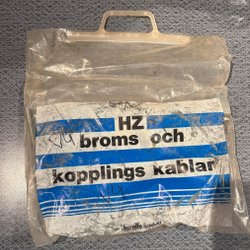 HZ
broms och
kopplings kablar